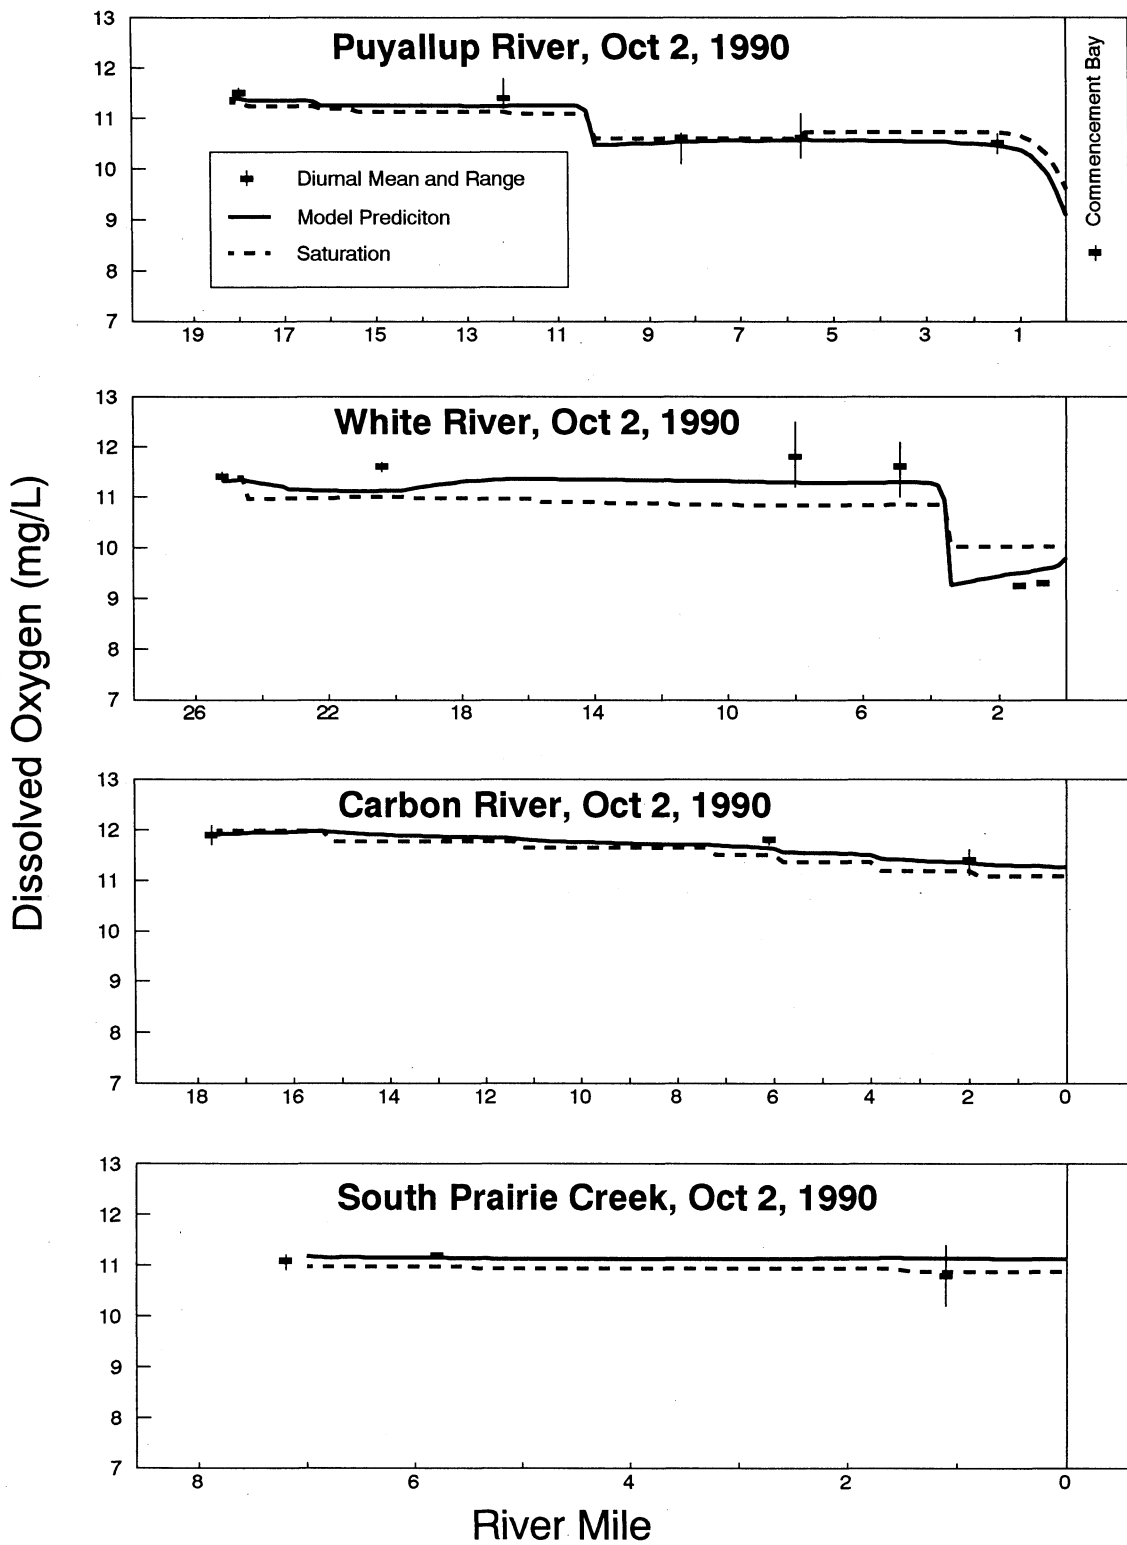 Dissolved Oxygen (mg/L)
Puyallup River, Oct 2, 1990
13
12
11
10
9
8
7
Diurnal Mean and Range
Model Prediciton
Saturation
Commencement Bay
19 17 15 13 11 9 7 5 3 1
White River, Oct 2, 1990
13
12
11
10
9
8
7
26 22 18 14 10 6 2
Carbon River, Oct 2, 1990
13
12
11
10
9
8
7
18 16 14 12 10 8 6 4 2 0
South Prairie Creek, Oct 2, 1990
13
12
11
10
9
8
7
8 6 4 2 0
River Mile